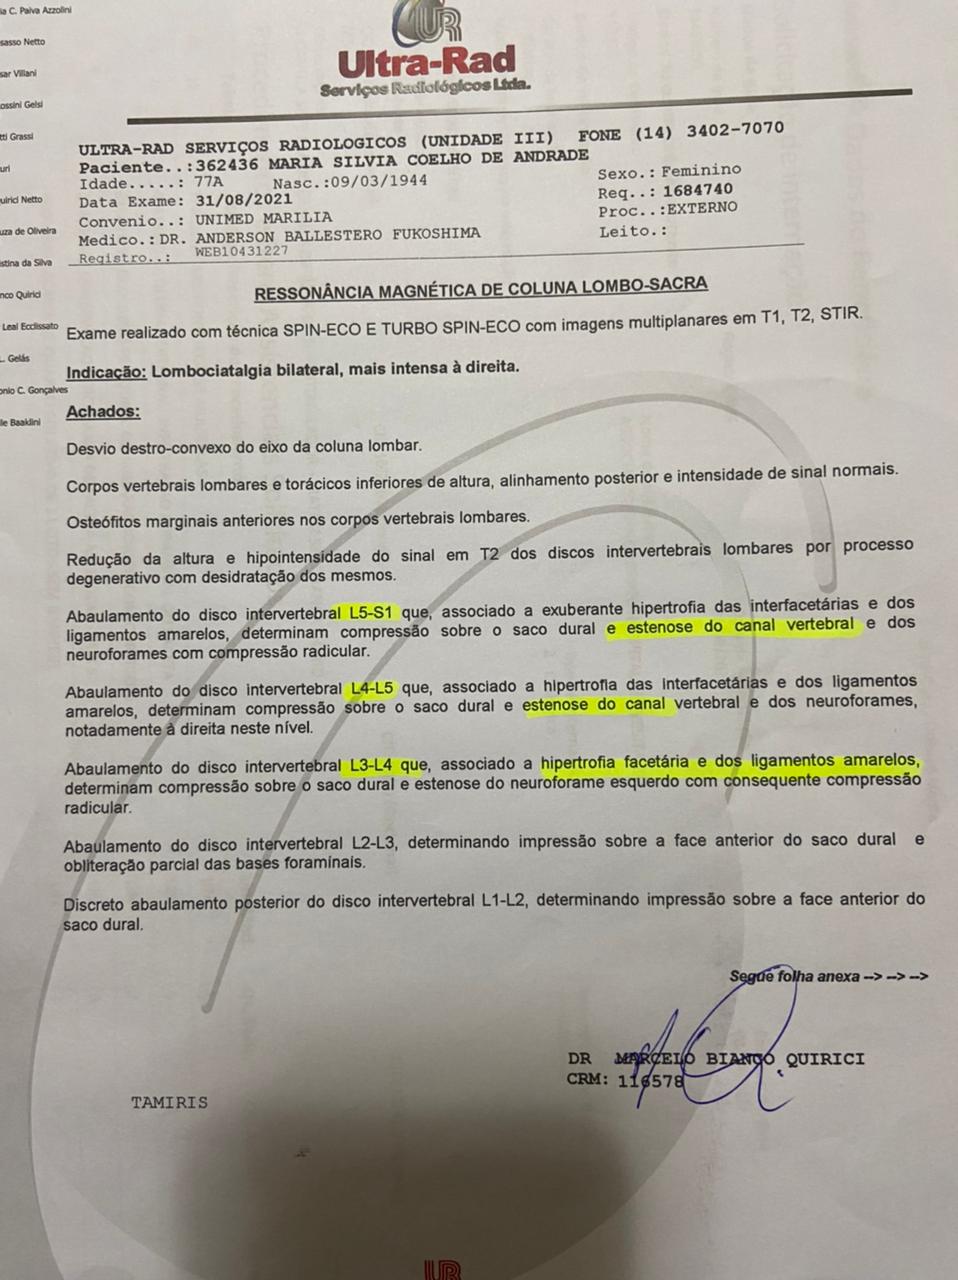 ia C. Paiva Azzolini
sasso Netto
sar Villani
ossini Gelsi
tti Grassi
uri
uirici Netto
uza de Oliveira
stina da Silva
nco Quirici
Leal Ecclissato
L. Gelás
onio C. Gonçalves
le Baaklini
UR
Ultra-Rad
Serviços Radiológicos Ltda.
ULTRA-RAD SERVIÇOS RADIOLOGICOS (UNIDADE III) FONE (14) 3402-7070
Paciente..:362436 MARIA SILVIA COELHO DE ANDRADE
Idade.....: 77A Nasc.:09/03/1944 Sexo.: Feminino
Data Exame: 31/08/2021 Req..: 1684740
Convenio..: UNIMED MARILIA Proc..:EXTERNO
Medico.: DR. ANDERSON BALLESTERO FUKOSHIMA Leito.:
Registro..: WEB10431227
RESSONÂNCIA MAGNÉTICA DE COLUNA LOMBO-SACRA
Exame realizado com técnica SPIN-ECO E TURBO SPIN-ECO com imagens multiplanares em T1, T2, STIR.
Indicação: Lombociatalgia bilateral, mais intensa à direita.
Achados:
Desvio destro-convexo do eixo da coluna lombar.
Corpos vertebrais lombares e torácicos inferiores de altura, alinhamento posterior e intensidade de sinal normais.
Osteófitos marginais anteriores nos corpos vertebrais lombares.
Redução da altura e hipointensidade do sinal em T2 dos discos intervertebrais lombares por processo
degenerativo com desidratação dos mesmos.
Abaulamento do disco intervertebral L5-S1 que, associado a exuberante hipertrofia das interfacetárias e dos
ligamentos amarelos, determinam compressão sobre o saco dural e estenose do canal vertebral e dos
neuroforames com compressão radicular.
Abaulamento do disco intervertebral L4-L5 que, associado a hipertrofia das interfacetárias e dos ligamentos
amarelos, determinam compressão sobre o saco dural e estenose do canal vertebral e dos neuroforames,
notadamente à direita neste nível.
Abaulamento do disco intervertebral L3-L4 que, associado a hipertrofia facetária e dos ligamentos amarelos,
determinam compressão sobre o saco dural e estenose do neuroforame esquerdo com consequente compressão
radicular.
Abaulamento do disco intervertebral L2-L3, determinando impressão sobre a face anterior do saco dural e
obliteração parcial das bases foraminais.
Discreto abaulamento posterior do disco intervertebral L1-L2, determinando impressão sobre a face anterior do
saco dural.
Segue folha anexa --> --> -->
DR MARCELO BIANCO QUIRICI
CRM: 116578
TAMIRIS
UR